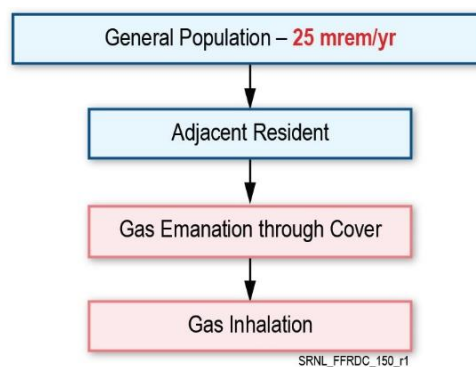 General Population – 25 mrem/yr
Adjacent Resident
Gas Emanation through Cover
Gas Inhalation
SRNL_FFRDC_150_r1